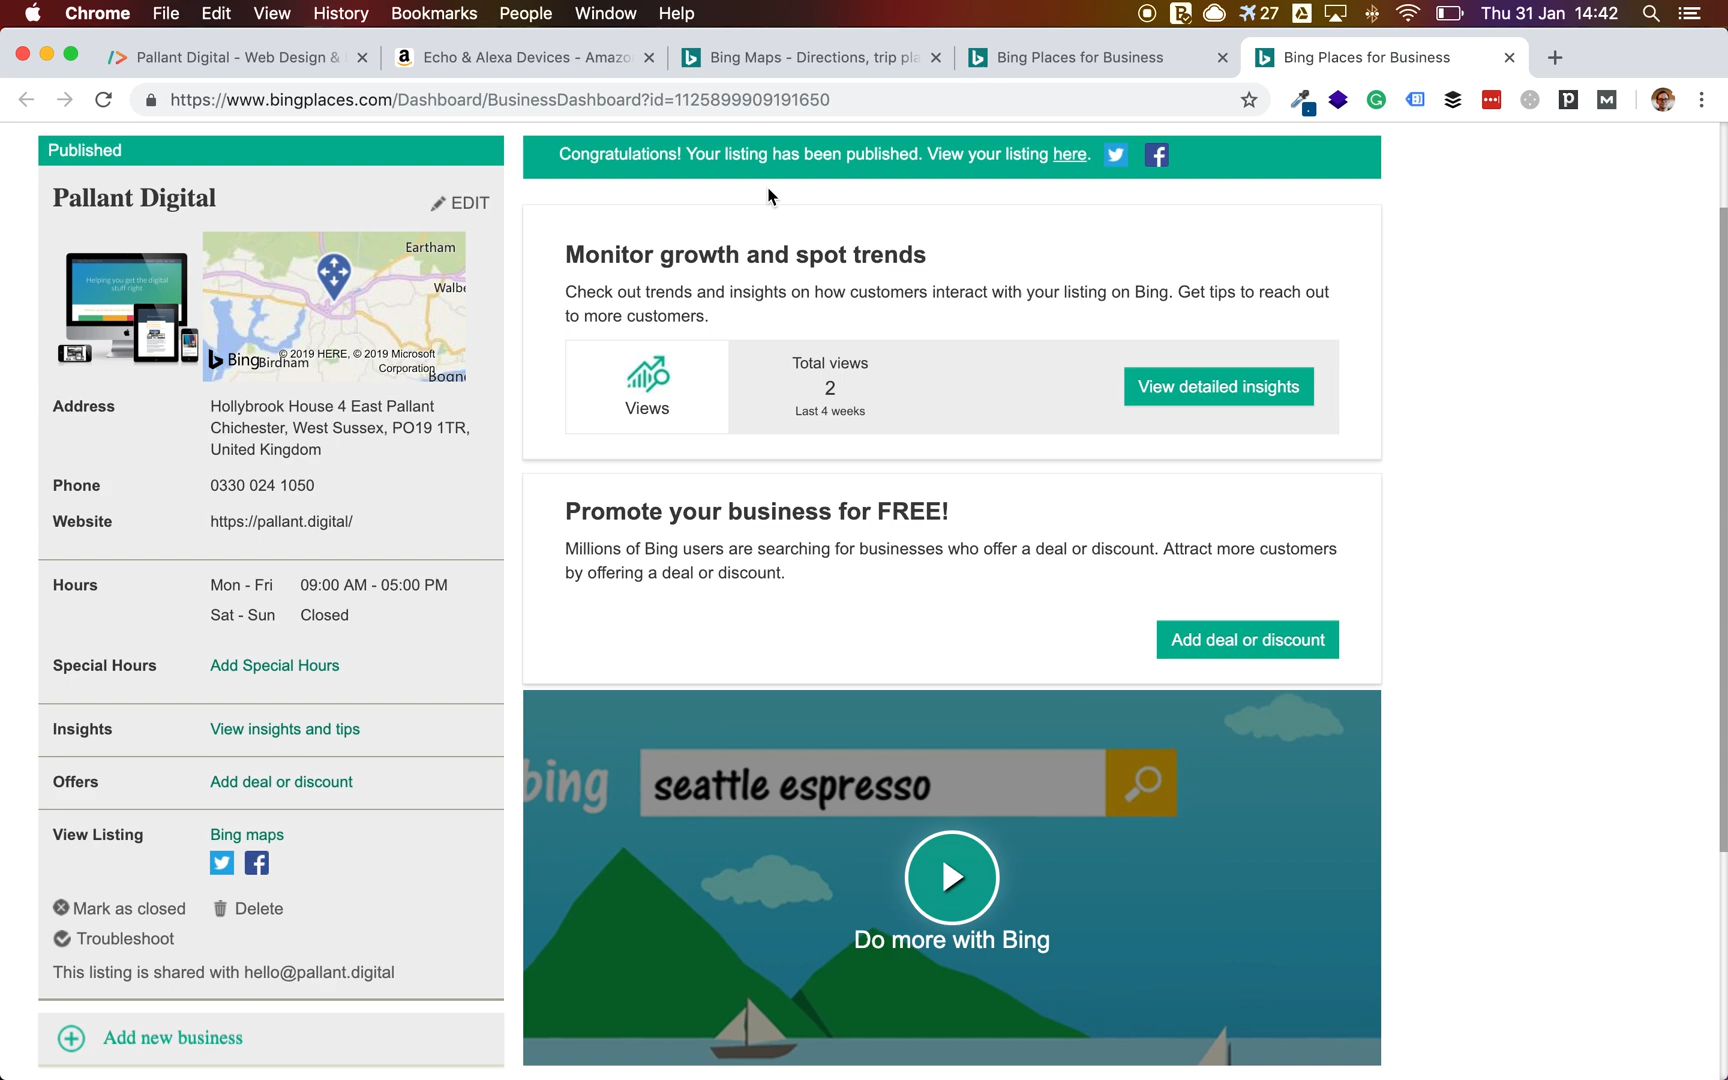 Chrome File Edit View History Bookmarks People Window Help 27 Thu 31 Jan 14:42
Pallant Digital - Web Design & Echo & Alexa Devices - Amazo Bing Maps - Directions, trip pla Bing Places for Business Bing Places for Business
https://www.bingplaces.com/Dashboard/BusinessDashboard?id=1125899909191650
Published
Pallant Digital
EDIT
Helping you get the digital
stuff right
Eartham
Walbe
Bing
Birdham
© 2019 HERE, © 2019 Microsoft
Corporation
Bogn
Address
Hollybrook House 4 East Pallant
Chichester, West Sussex, PO19 1TR,
United Kingdom
Phone 0330 024 1050
Website https://pallant.digital/
Hours Mon - Fri 09:00 AM - 05:00 PM
Sat - Sun Closed
Special Hours Add Special Hours
Insights View insights and tips
Offers Add deal or discount
View Listing Bing maps
Mark as closed Delete
Troubleshoot
This listing is shared with hello@pallant.digital
Add new business
Congratulations! Your listing has been published. View your listing here.
Monitor growth and spot trends
Check out trends and insights on how customers interact with your listing on Bing. Get tips to reach out
to more customers.
Views
Total views
2
Last 4 weeks
View detailed insights
Promote your business for FREE!
Millions of Bing users are searching for businesses who offer a deal or discount. Attract more customers
by offering a deal or discount.
Add deal or discount
bing seattle espresso
Do more with Bing